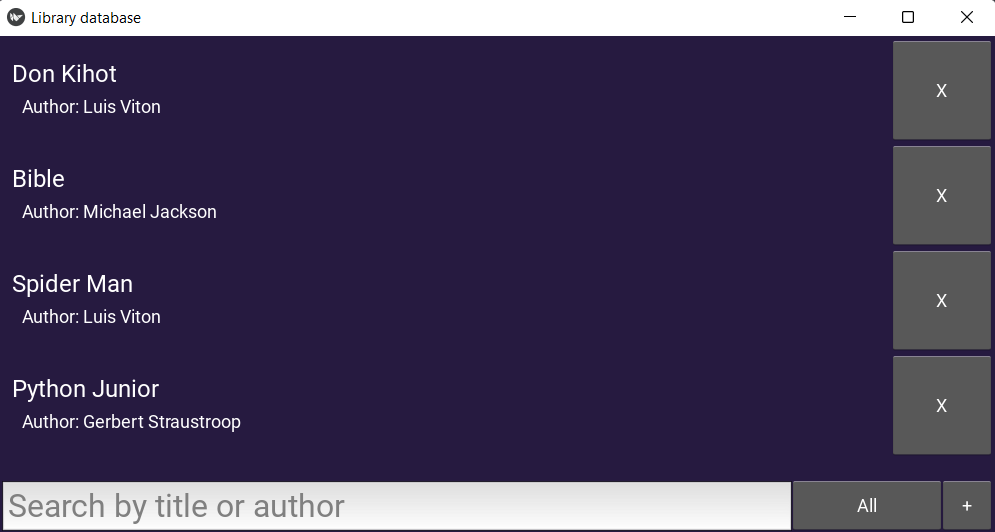 Library database
Don Kihot
X
Author: Luis Viton
Bible
X
Author: Michael Jackson
Spider Man
X
Author: Luis Viton
Python Junior
X
Author: Gerbert Straustroop
Search by title or author
All
+